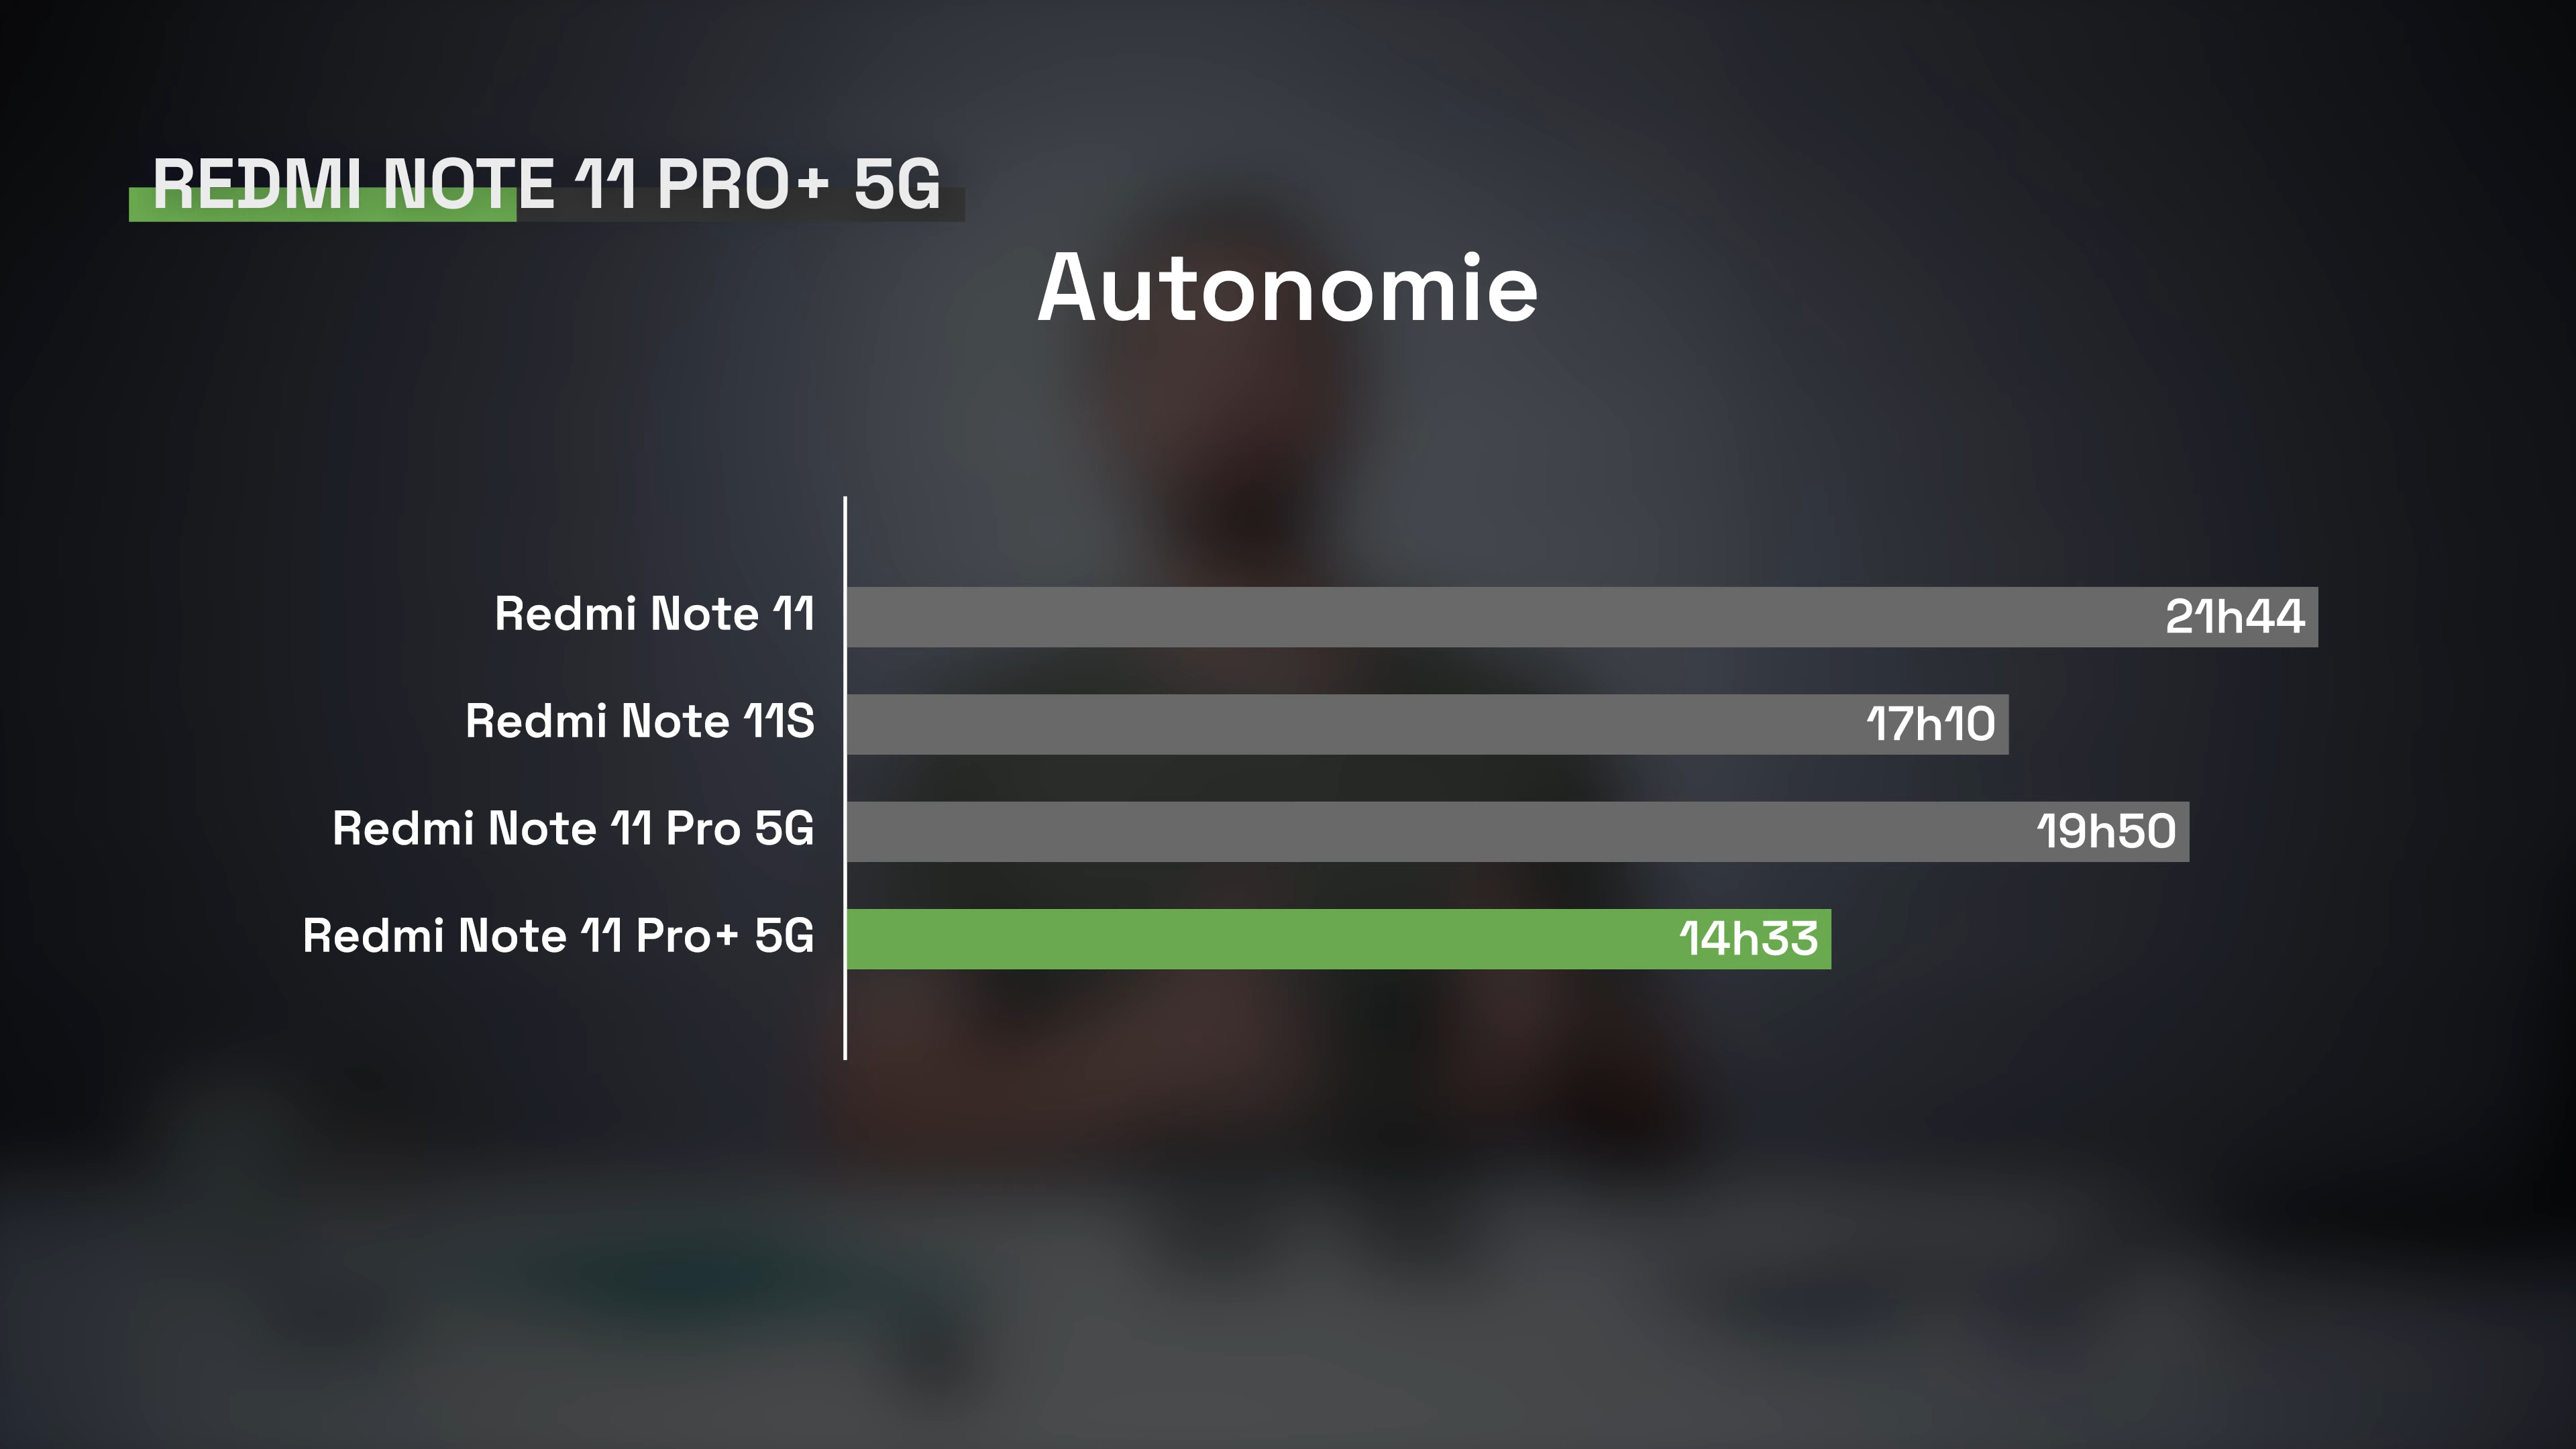 REDMI NOTE 11 PRO+ 5G
Autonomie
Redmi Note 11 21h44
Redmi Note 11S 17h10
Redmi Note 11 Pro 5G 19h50
Redmi Note 11 Pro+ 5G 14h33